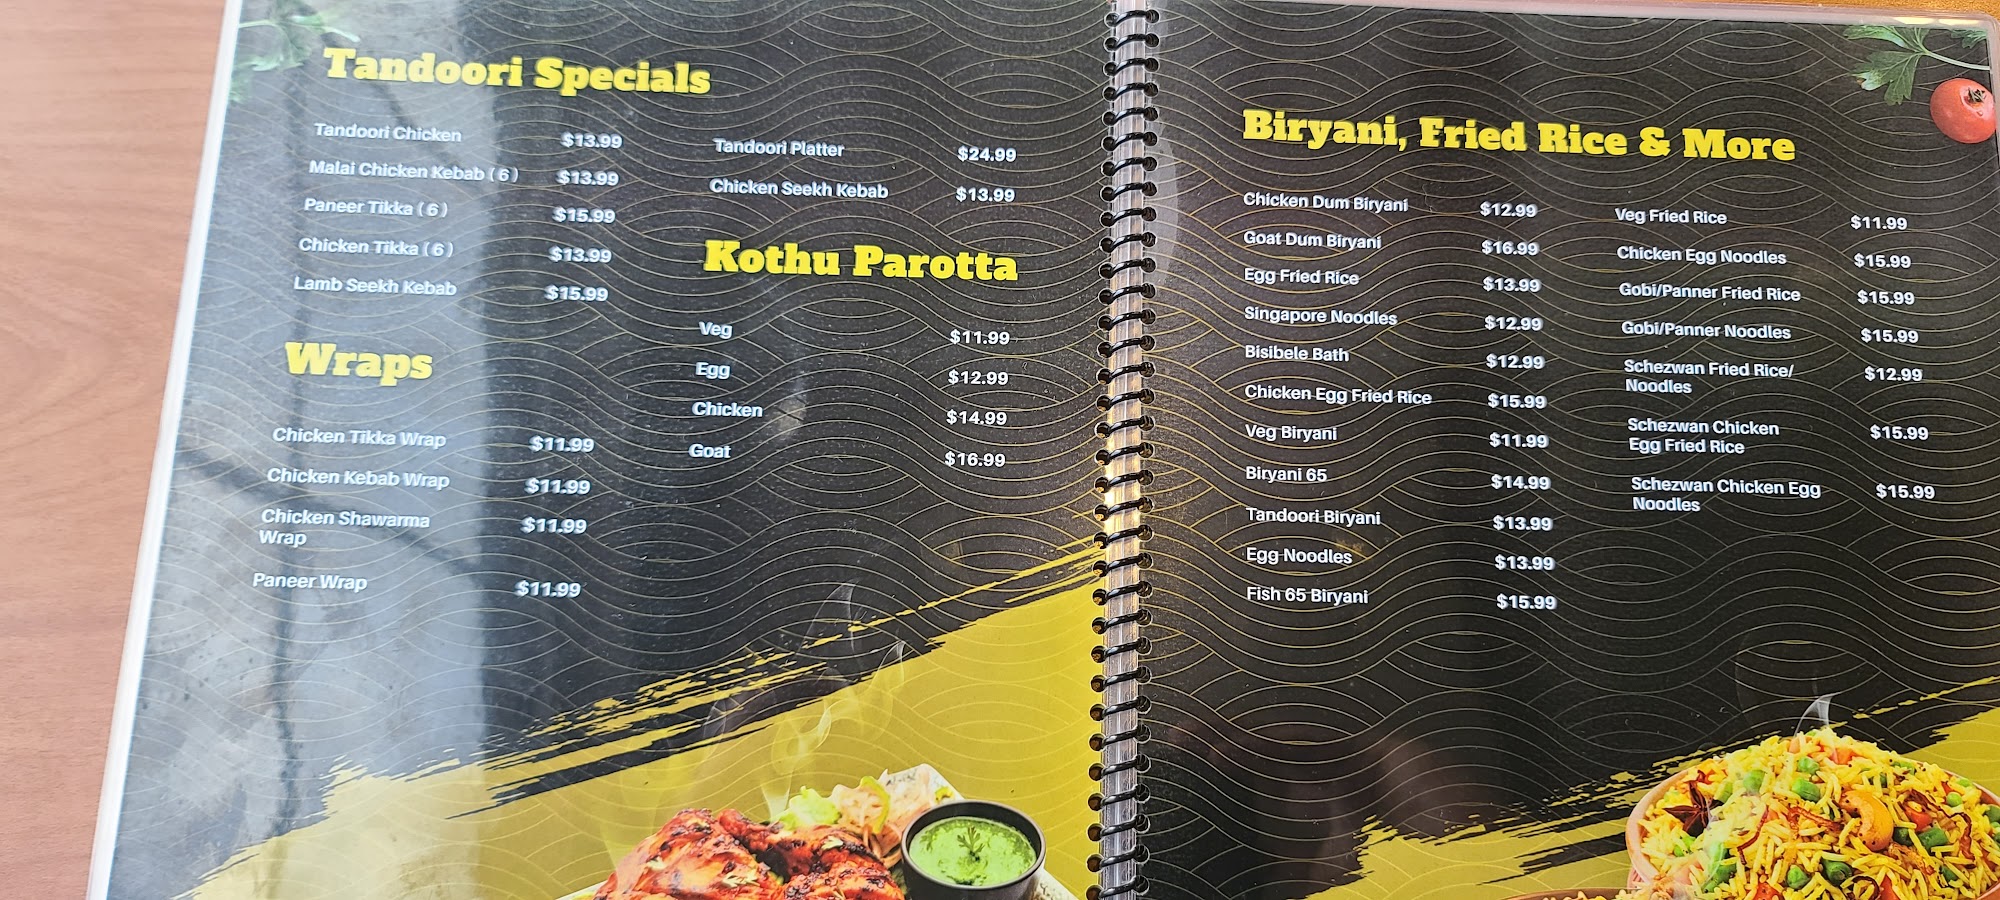 Tandoori Specials
Tandoori Chicken $13.99
Malai Chicken Kebab ( 6 ) $13.99
Paneer Tikka ( 6 ) $15.99
Chicken Tikka ( 6 ) $13.99
Lamb Seekh Kebab $15.99
Tandoori Platter $24.99
Chicken Seekh Kebab $13.99
Wraps
Chicken Tikka Wrap $11.99
Chicken Kebab Wrap $11.99
Chicken Shawarma $11.99
Wrap
Paneer Wrap $11.99
Kothu Parotta
Veg $11.99
Egg $12.99
Chicken $14.99
Goat $16.99
Biryani, Fried Rice & More
Chicken Dum Biryani $12.99
Goat Dum Biryani $16.99
Egg Fried Rice $13.99
Singapore Noodles $12.99
Bisibele Bath $12.99
Chicken Egg Fried Rice $15.99
Veg Biryani $11.99
Biryani 65 $14.99
Tandoori Biryani $13.99
Egg Noodles $13.99
Fish 65 Biryani $15.99
Veg Fried Rice $11.99
Chicken Egg Noodles $15.99
Gobi/Panner Fried Rice $15.99
Gobi/Panner Noodles $15.99
Schezwan Fried Rice/ $12.99
Noodles
Schezwan Chicken $15.99
Egg Fried Rice
Schezwan Chicken Egg $15.99
Noodles